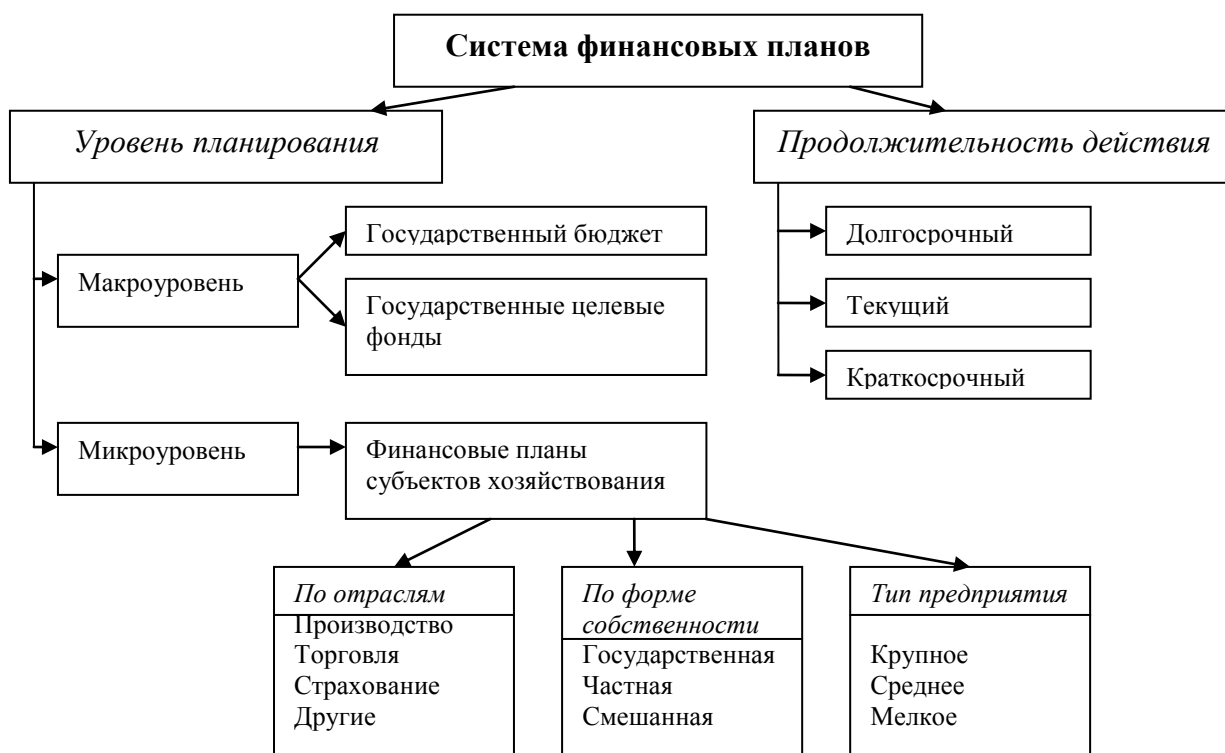 Система финансовых планов
Уровень планирования
Продолжительность действия
Макроуровень
Государственный бюджет
Государственные целевые
фонды
Долгосрочный
Текущий
Краткосрочный
Микроуровень
Финансовые планы
субъектов хозяйствования
По отраслям
Производство
Торговля
Страхование
Другие
По форме
собственности
Государственная
Частная
Смешанная
Тип предприятия
Крупное
Среднее
Мелкое